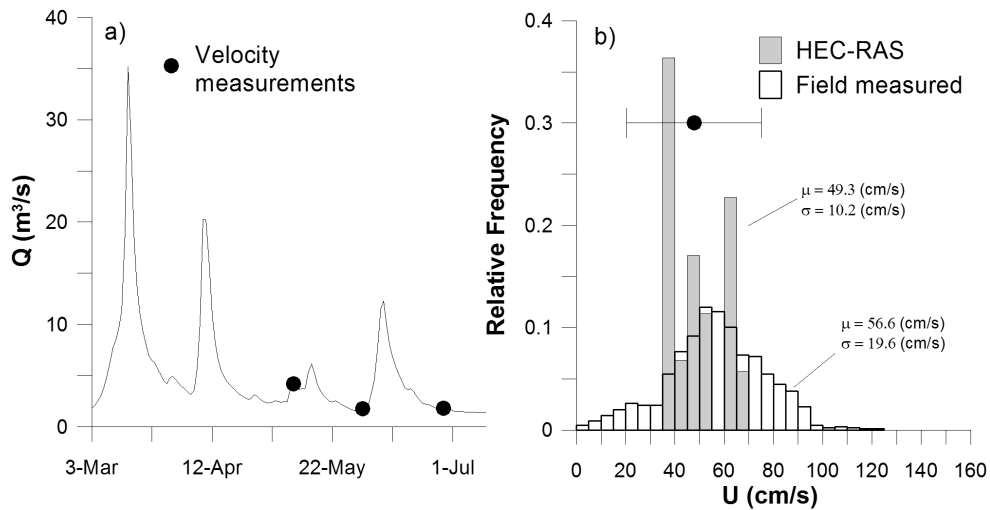 a)
Velocity
measurements
40
30
20
10
0
Q (m³/s)
3-Mar 12-Apr 22-May 1-Jul
b)
HEC-RAS
Field measured
0.4
0.3
0.2
0.1
0
Relative Frequency
μ = 49.3 (cm/s)
σ = 10.2 (cm/s)
μ = 56.6 (cm/s)
σ = 19.6 (cm/s)
0 20 40 60 80 100 120 140 160
U (cm/s)